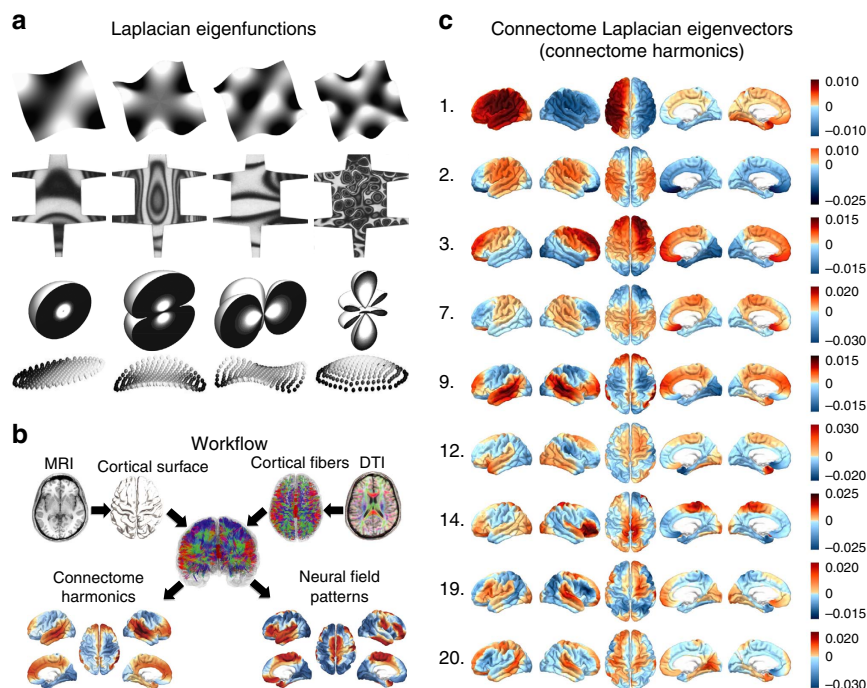 a
Laplacian eigenfunctions
b
Workflow
MRI
Cortical surface
Cortical fibers
DTI
Connectome
harmonics
Neural field
patterns
c
Connectome Laplacian eigenvectors
(connectome harmonics)
1.
0.010
0
−0.010
2.
0.010
0
−0.025
3.
0.015
0
−0.015
7.
0.020
0
−0.030
9.
0.015
0
−0.015
12.
0.030
0
−0.020
14.
0.025
0
−0.025
19.
0.020
0
−0.020
20.
0.020
0
−0.030